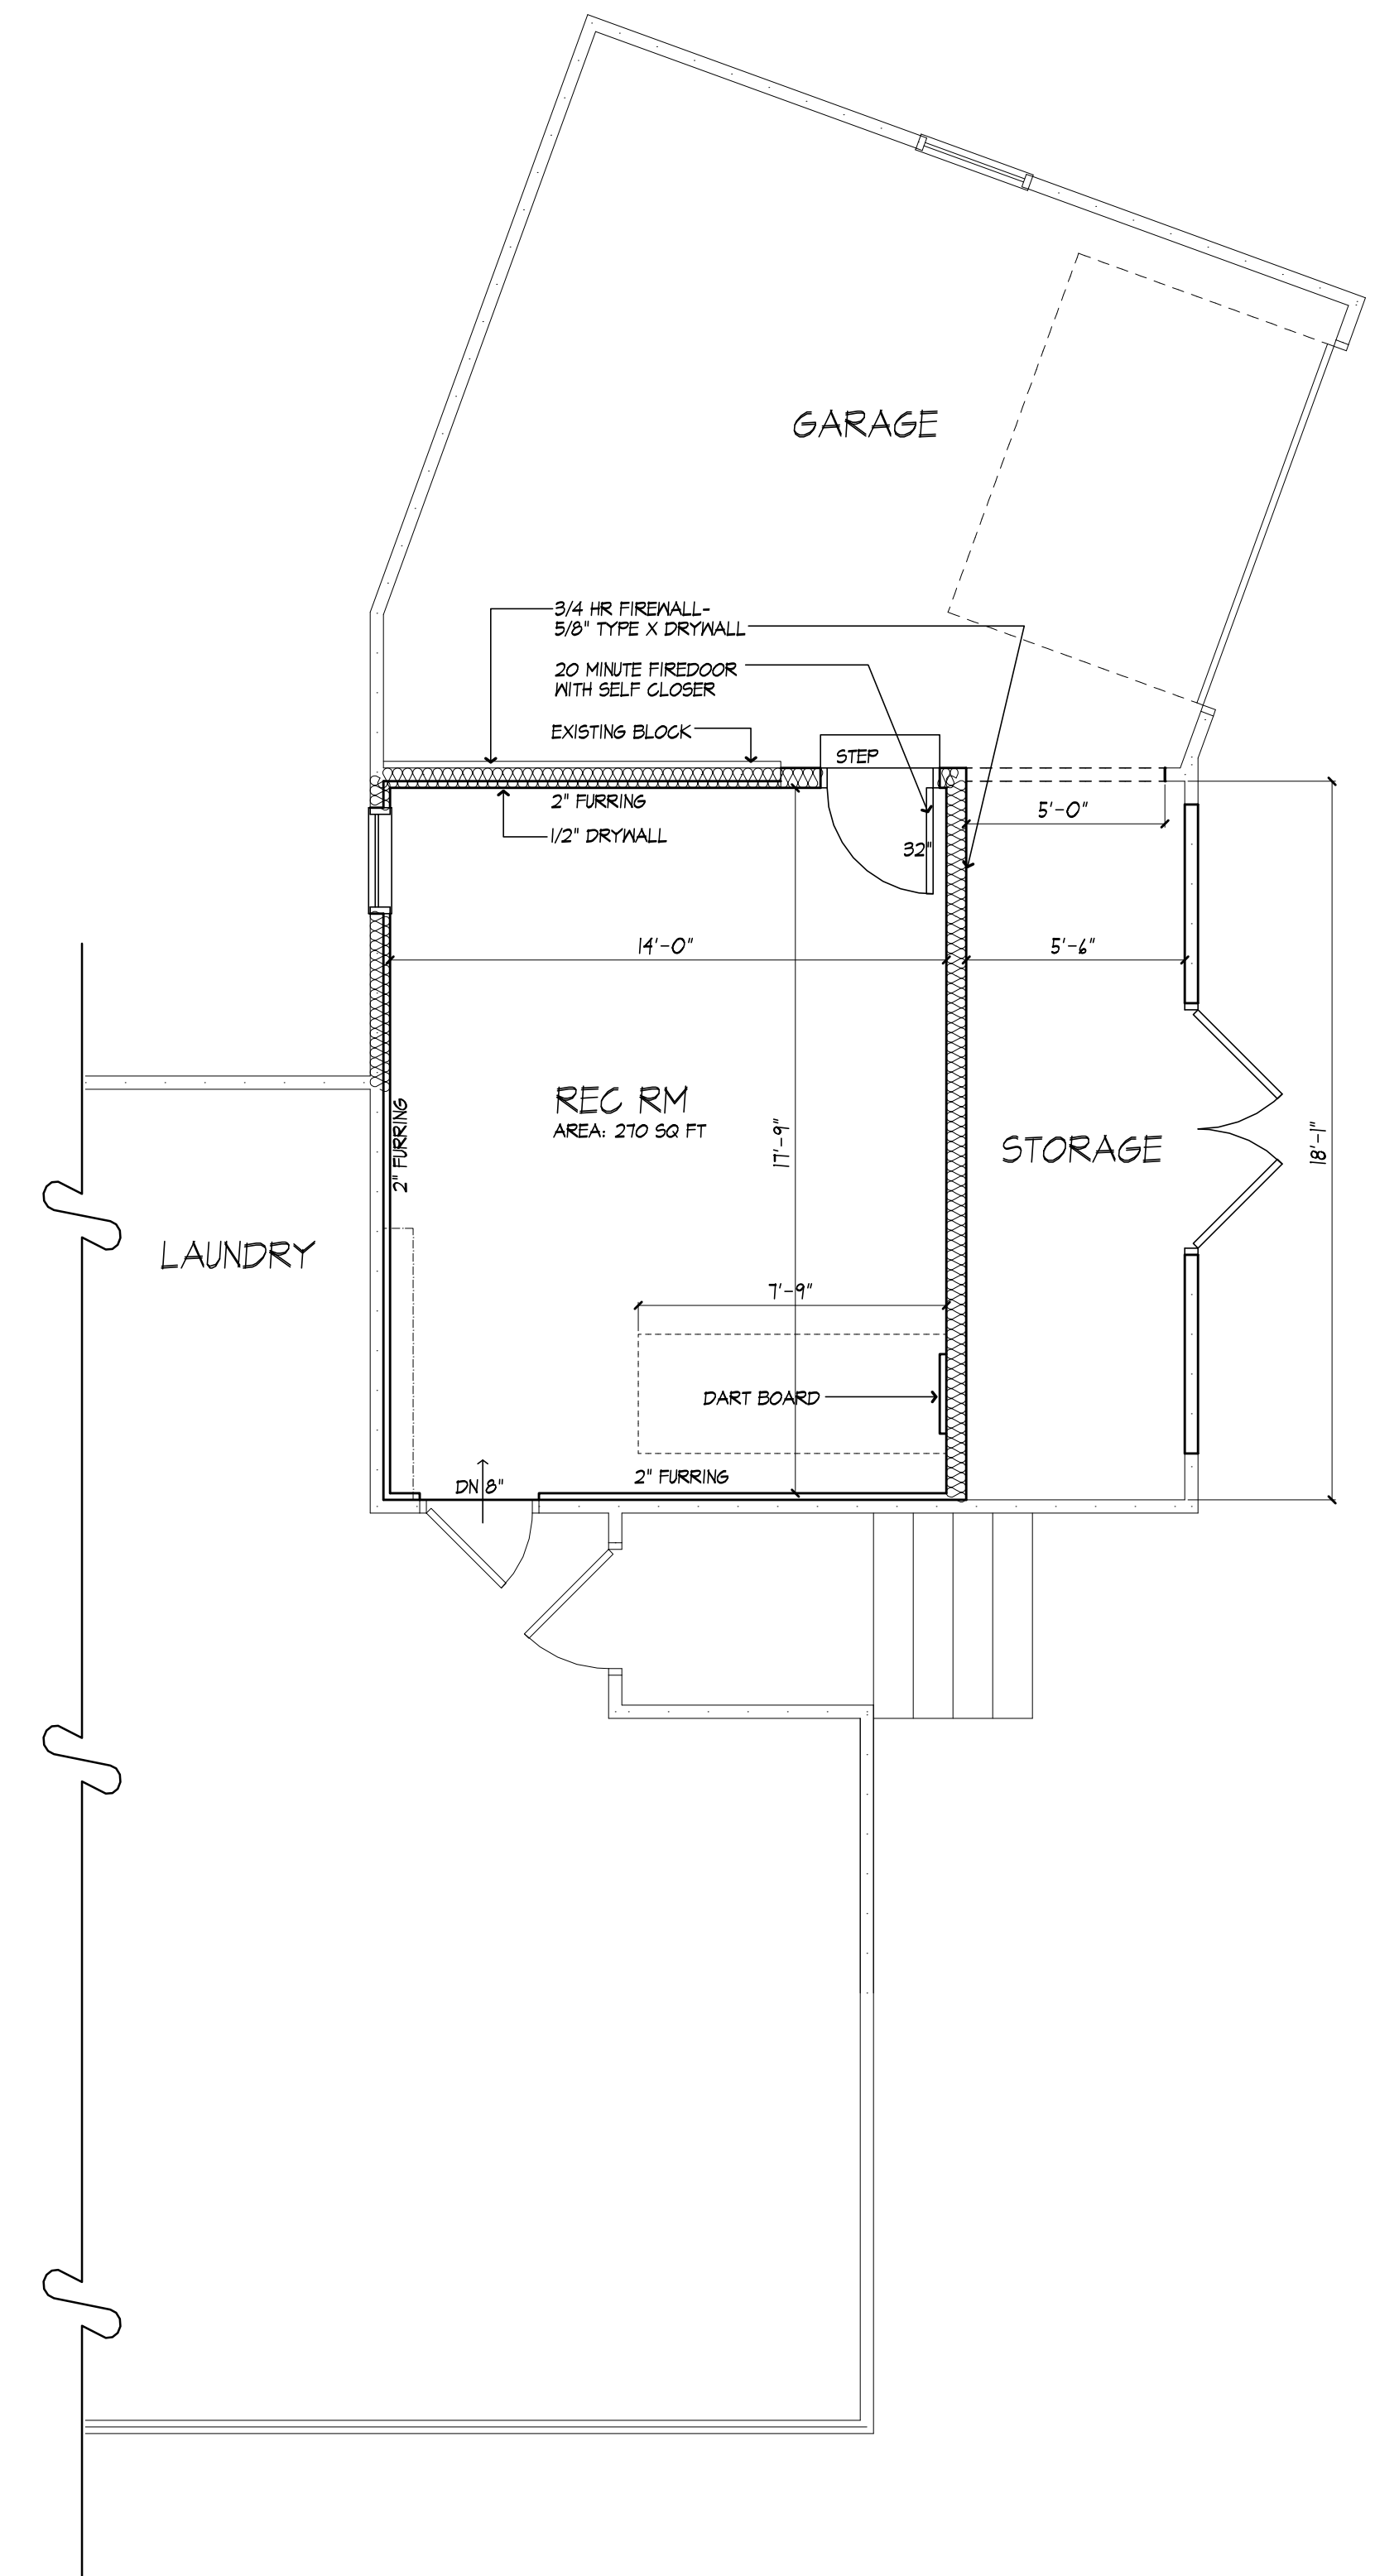 GARAGE
3/4 HR FIREWALL-
5/8" TYPE X DRYWALL
20 MINUTE FIREDOOR
WITH SELF CLOSER
EXISTING BLOCK
STEP
2" FURRING
5'-0"
1/2" DRYWALL
32"
14'-0"
5'-6"
REC RM
AREA: 270 SQ FT
17'-9"
18'-1"
2" FURRING
STORAGE
LAUNDRY
7'-9"
DART BOARD
2" FURRING
DN 8"